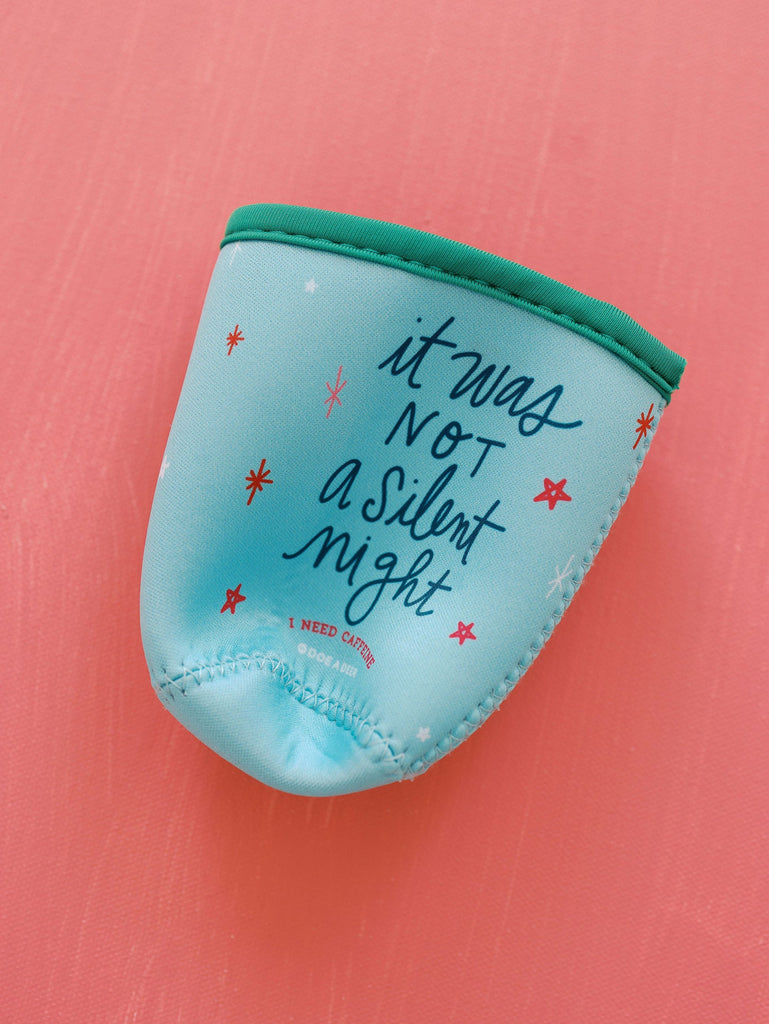 it was
NOT
a silent
night
I NEED CAFFEINE
© DOE A DEER